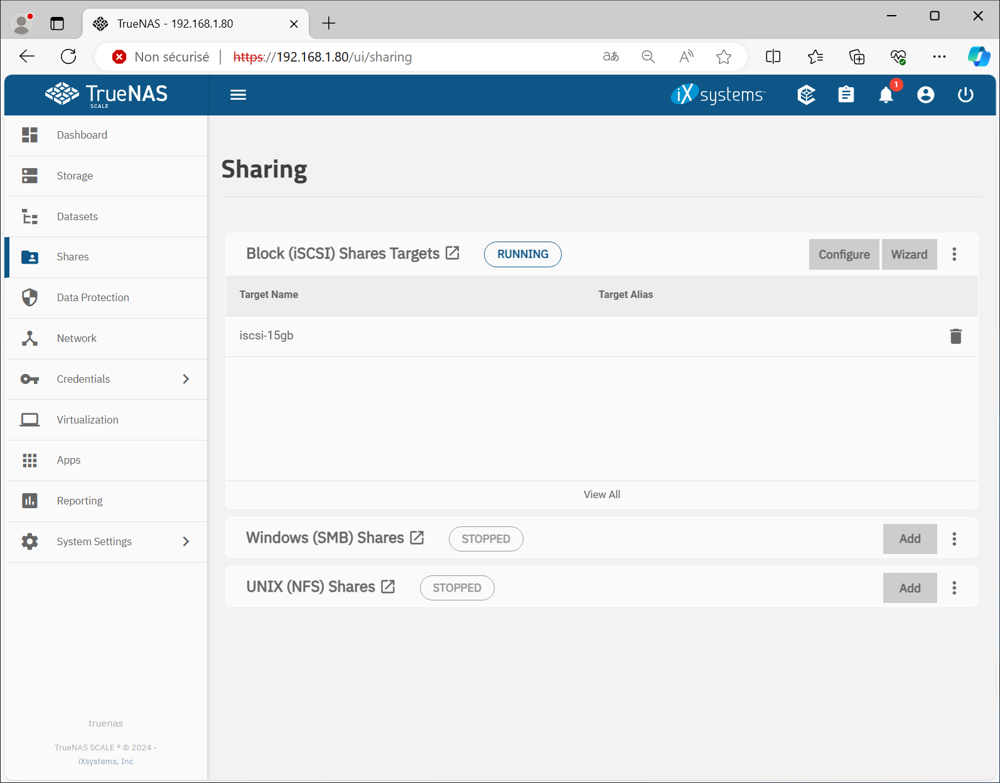 TrueNAS - 192.168.1.80
Non sécurisé
https://192.168.1.80/ui/sharing
aあ
A
TrueNAS
SCALE
iXsystems™
1
Dashboard
Storage
Datasets
Shares
Data Protection
Network
Credentials
Virtualization
Apps
Reporting
System Settings
truenas
TrueNAS SCALE ® © 2024 -
iXsystems, Inc
Sharing
Block (iSCSI) Shares Targets
RUNNING
Configure
Wizard
Target Name
Target Alias
iscsi-15gb
View All
Windows (SMB) Shares
STOPPED
Add
UNIX (NFS) Shares
STOPPED
Add